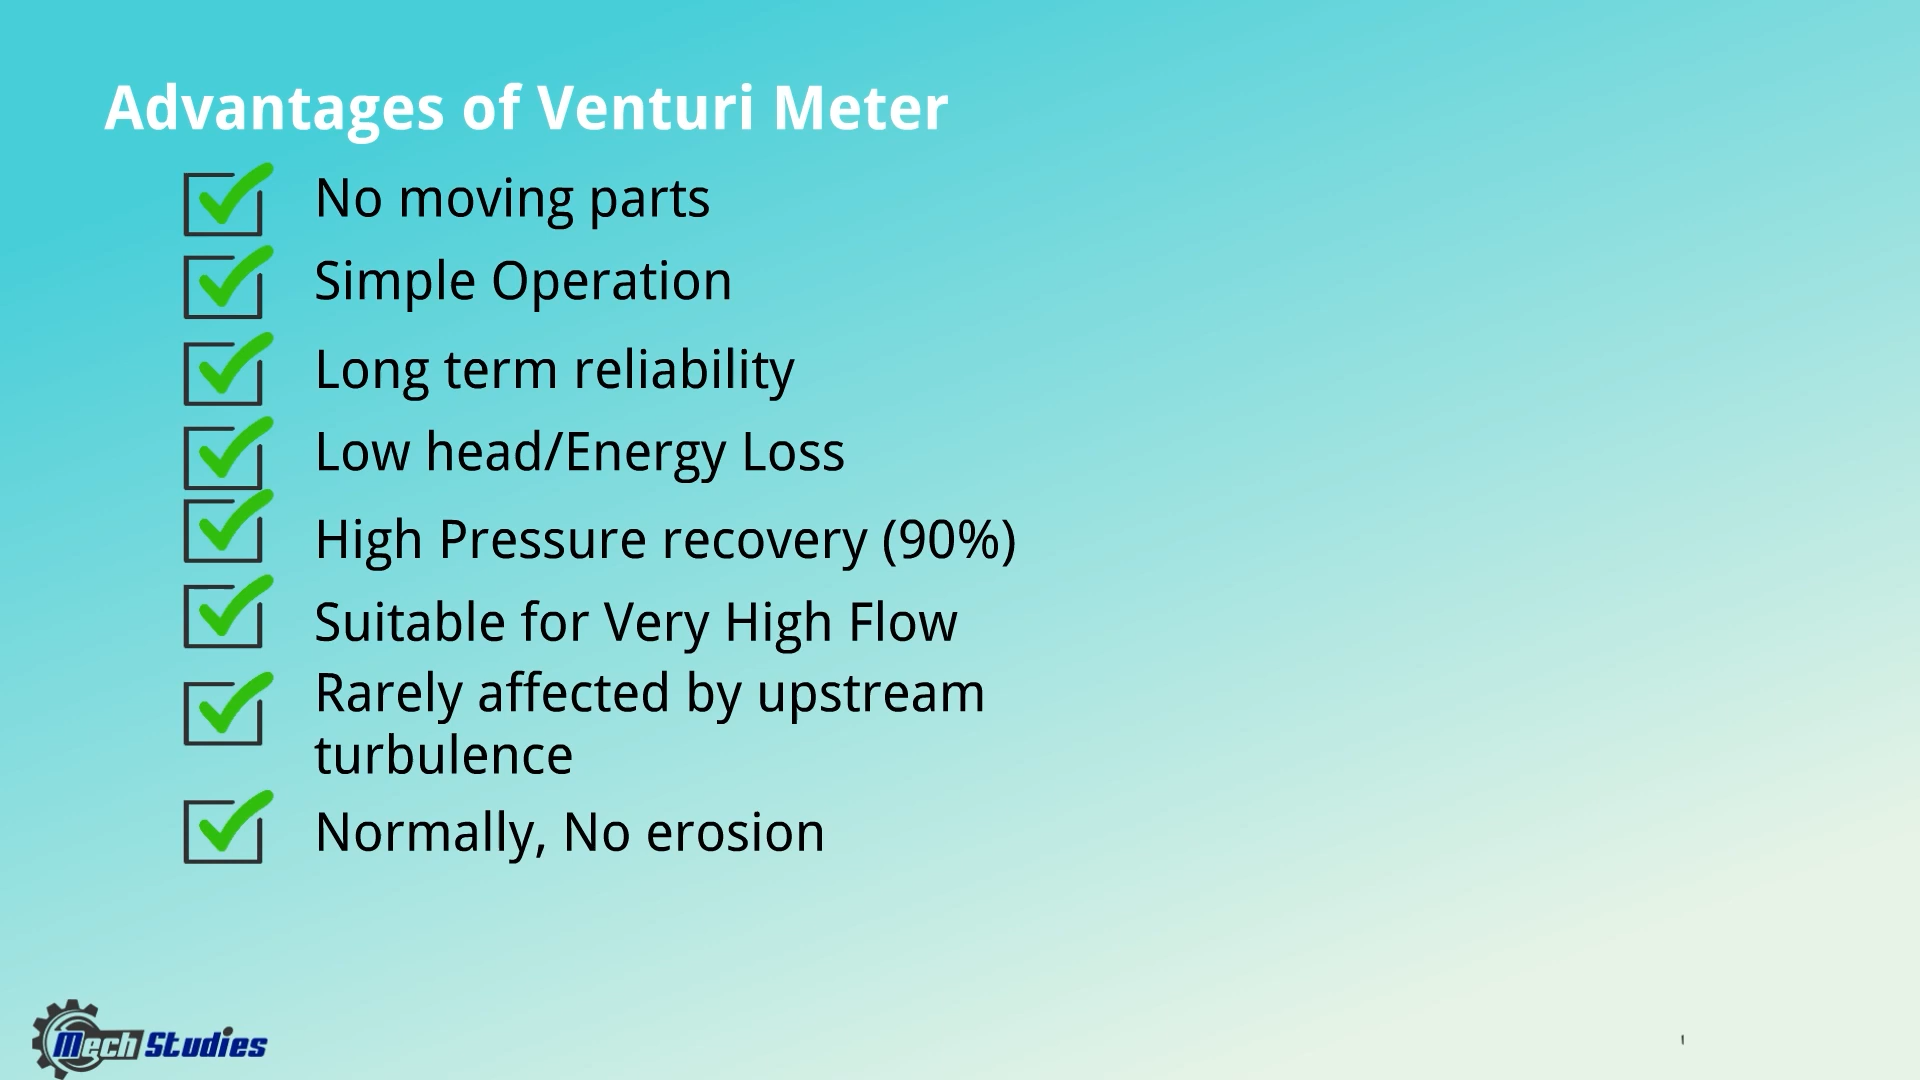 Advantages of Venturi Meter
No moving parts
Simple Operation
Long term reliability
Low head/Energy Loss
High Pressure recovery (90%)
Suitable for Very High Flow
Rarely affected by upstream
turbulence
Normally, No erosion
Mech Studies